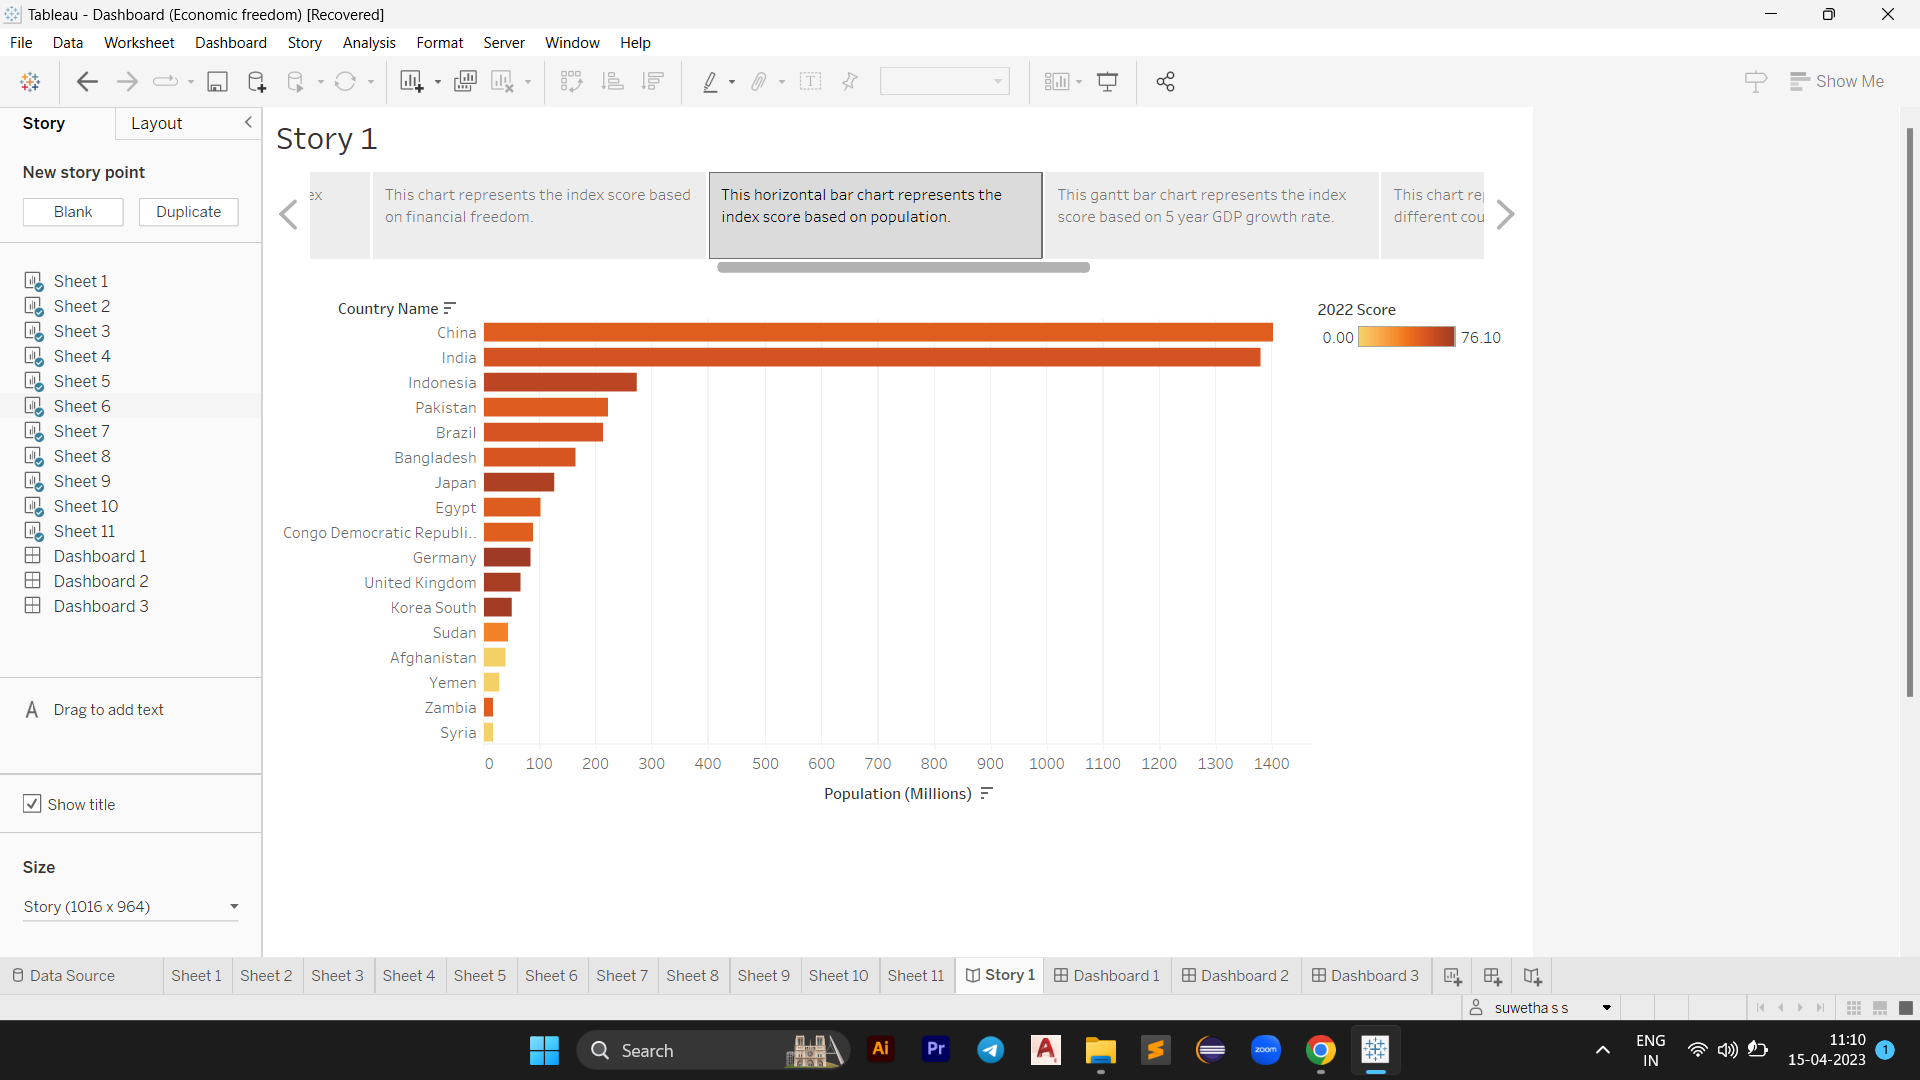 Tableau - Dashboard (Economic freedom) [Recovered]
File Data Worksheet Dashboard Story Analysis Format Server Window Help
Show Me
Story Layout
New story point
Blank Duplicate
Sheet 1
Sheet 2
Sheet 3
Sheet 4
Sheet 5
Sheet 6
Sheet 7
Sheet 8
Sheet 9
Sheet 10
Sheet 11
Dashboard 1
Dashboard 2
Dashboard 3
Drag to add text
Show title
Size
Story (1016 x 964)
Story 1
ex
This chart represents the index score based
on financial freedom.
This horizontal bar chart represents the
index score based on population.
This gantt bar chart represents the index
score based on 5 year GDP growth rate.
This chart re
different cou
Country Name
China
India
Indonesia
Pakistan
Brazil
Bangladesh
Japan
Egypt
Congo Democratic Republi..
Germany
United Kingdom
Korea South
Sudan
Afghanistan
Yemen
Zambia
Syria
0 100 200 300 400 500 600 700 800 900 1000 1100 1200 1300 1400
Population (Millions)
2022 Score
0.00 76.10
Data Source Sheet 1 Sheet 2 Sheet 3 Sheet 4 Sheet 5 Sheet 6 Sheet 7 Sheet 8 Sheet 9 Sheet 10 Sheet 11 Story 1 Dashboard 1 Dashboard 2 Dashboard 3
suwetha s s
Search
Ai
Pr
A
zoom
ENG
IN
11:10
15-04-2023
1